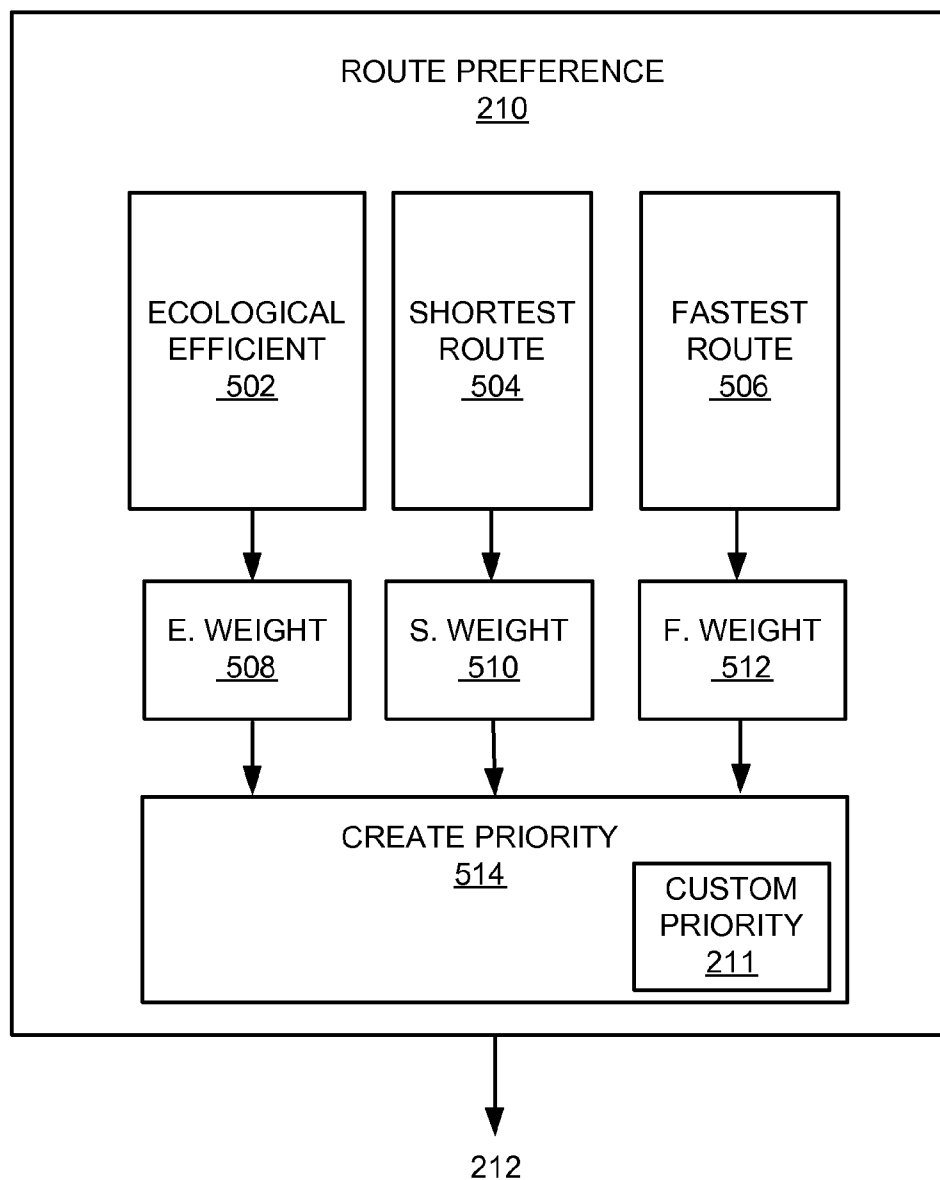 ROUTE PREFERENCE
210
ECOLOGICAL
EFFICIENT
502
SHORTEST
ROUTE
504
FASTEST
ROUTE
506
E. WEIGHT
508
S. WEIGHT
510
F. WEIGHT
512
CREATE PRIORITY
514
CUSTOM
PRIORITY
211
212